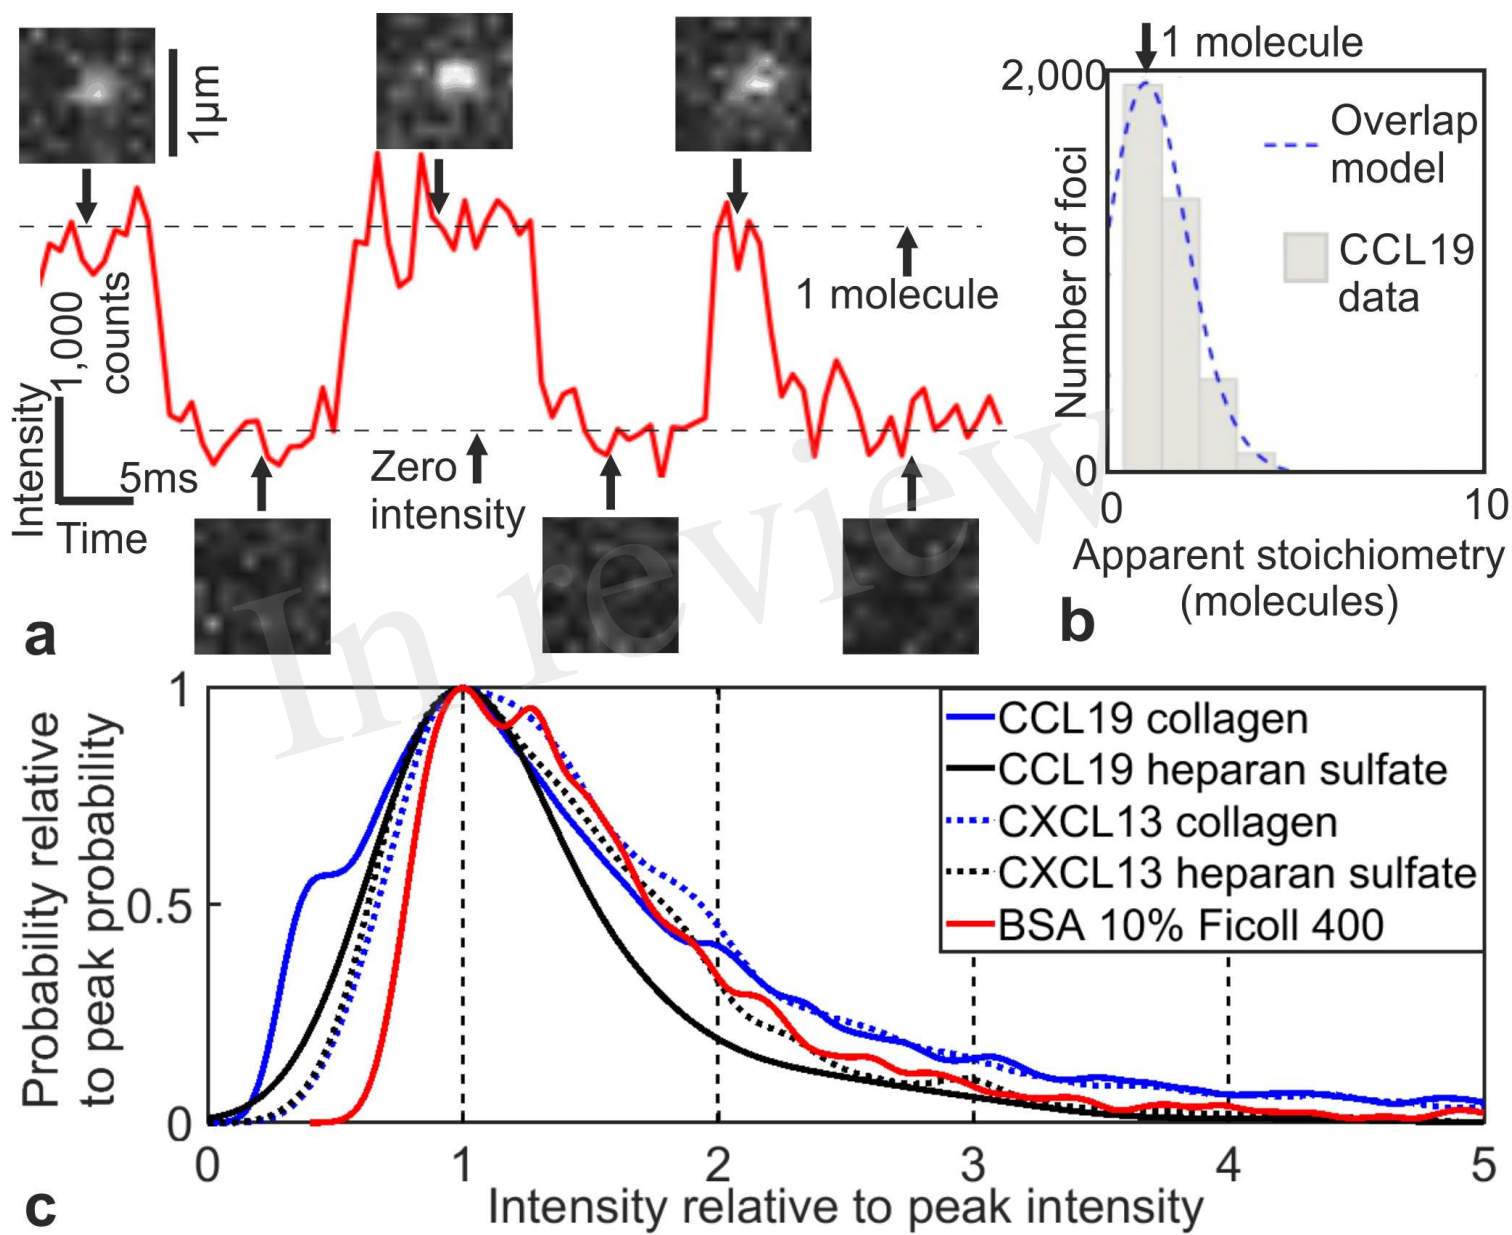 1µm
1 molecule
1,000
counts
Intensity
5ms
Time
Zero
intensity
a
1 molecule
2,000
Number of foci
0
0
10
Overlap
model
CCL19
data
Apparent stoichiometry
(molecules)
b
In review
Probability relative
to peak probability
1
0.5
0
CCL19 collagen
CCL19 heparan sulfate
CXCL13 collagen
CXCL13 heparan sulfate
BSA 10% Ficoll 400
0 1 2 3 4 5
Intensity relative to peak intensity
c